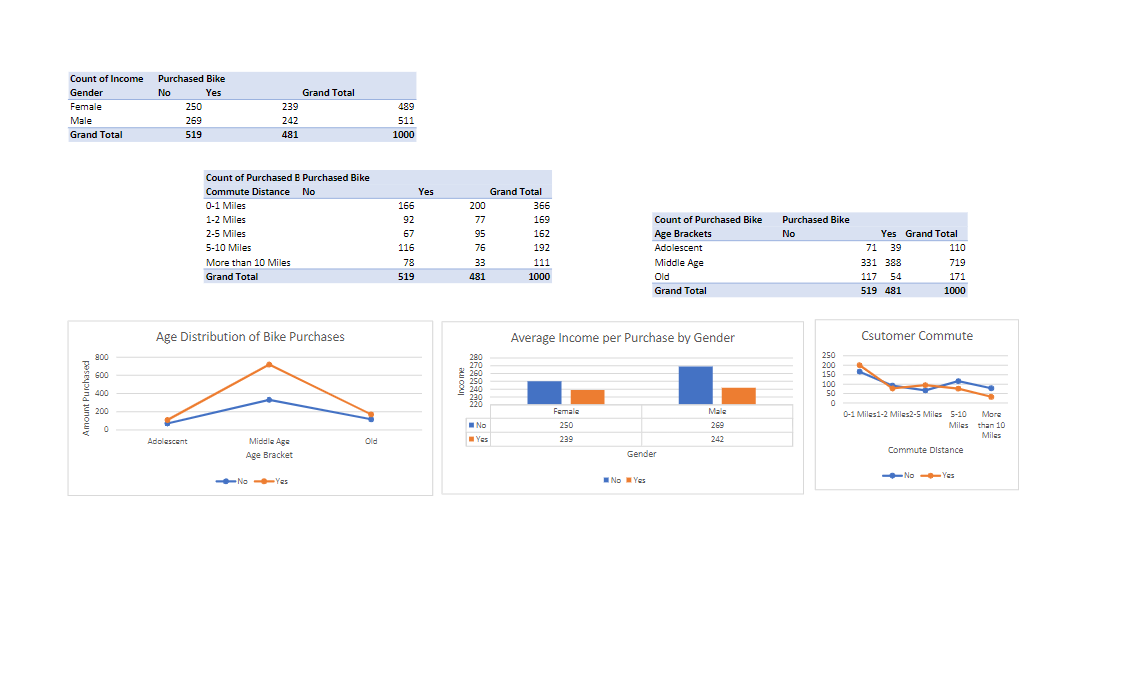 Count of Income Purchased Bike
Gender No Yes Grand Total
Female 250 239 489
Male 269 242 511
Grand Total 519 481 1000
Count of Purchased B Purchased Bike
Commute Distance No Yes Grand Total
0-1 Miles 166 200 366
1-2 Miles 92 77 169
2-5 Miles 67 95 162
5-10 Miles 116 76 192
More than 10 Miles 78 33 111
Grand Total 519 481 1000
Count of Purchased Bike Purchased Bike
Age Brackets No Yes Grand Total
Adolescent 71 39 110
Middle Age 331 388 719
Old 117 54 171
Grand Total 519 481 1000
Age Distribution of Bike Purchases
Amount Purchased
800
600
400
200
0
Adolescent Middle Age Old
Age Bracket
No Yes
Average Income per Purchase by Gender
Income
280
270
260
250
240
230
220
Female Male
No 250 269
Yes 239 242
Gender
No Yes
Csutomer Commute
250
200
150
100
50
0
0-1 Miles 1-2 Miles 2-5 Miles 5-10 More
Miles than 10
Miles
Commute Distance
No Yes